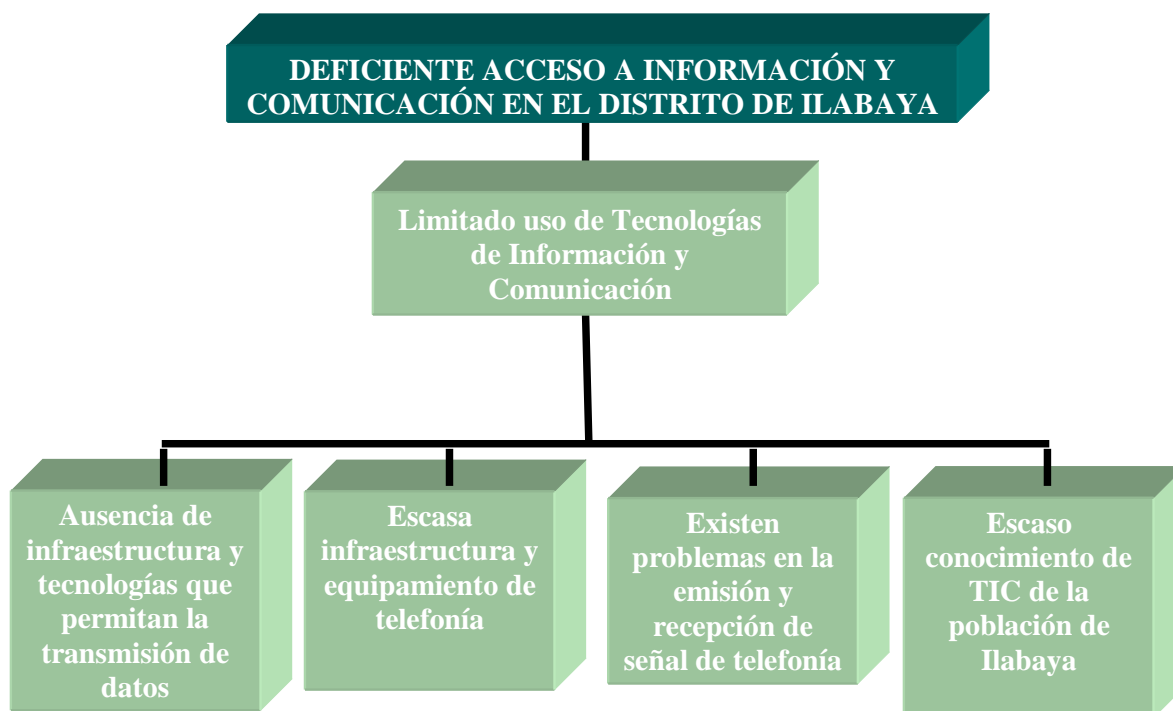 DEFICIENTE ACCESO A INFORMACIÓN Y
COMUNICACIÓN EN EL DISTRITO DE ILABAYA
Limitado uso de Tecnologías
de Información y
Comunicación
Ausencia de
infraestructura y
tecnologías que
permitan la
transmisión de
datos
Escasa
infraestructura y
equipamiento de
telefonía
Existen
problemas en la
emisión y
recepción de
señal de telefonía
Escaso
conocimiento de
TIC de la
población de
Ilabaya